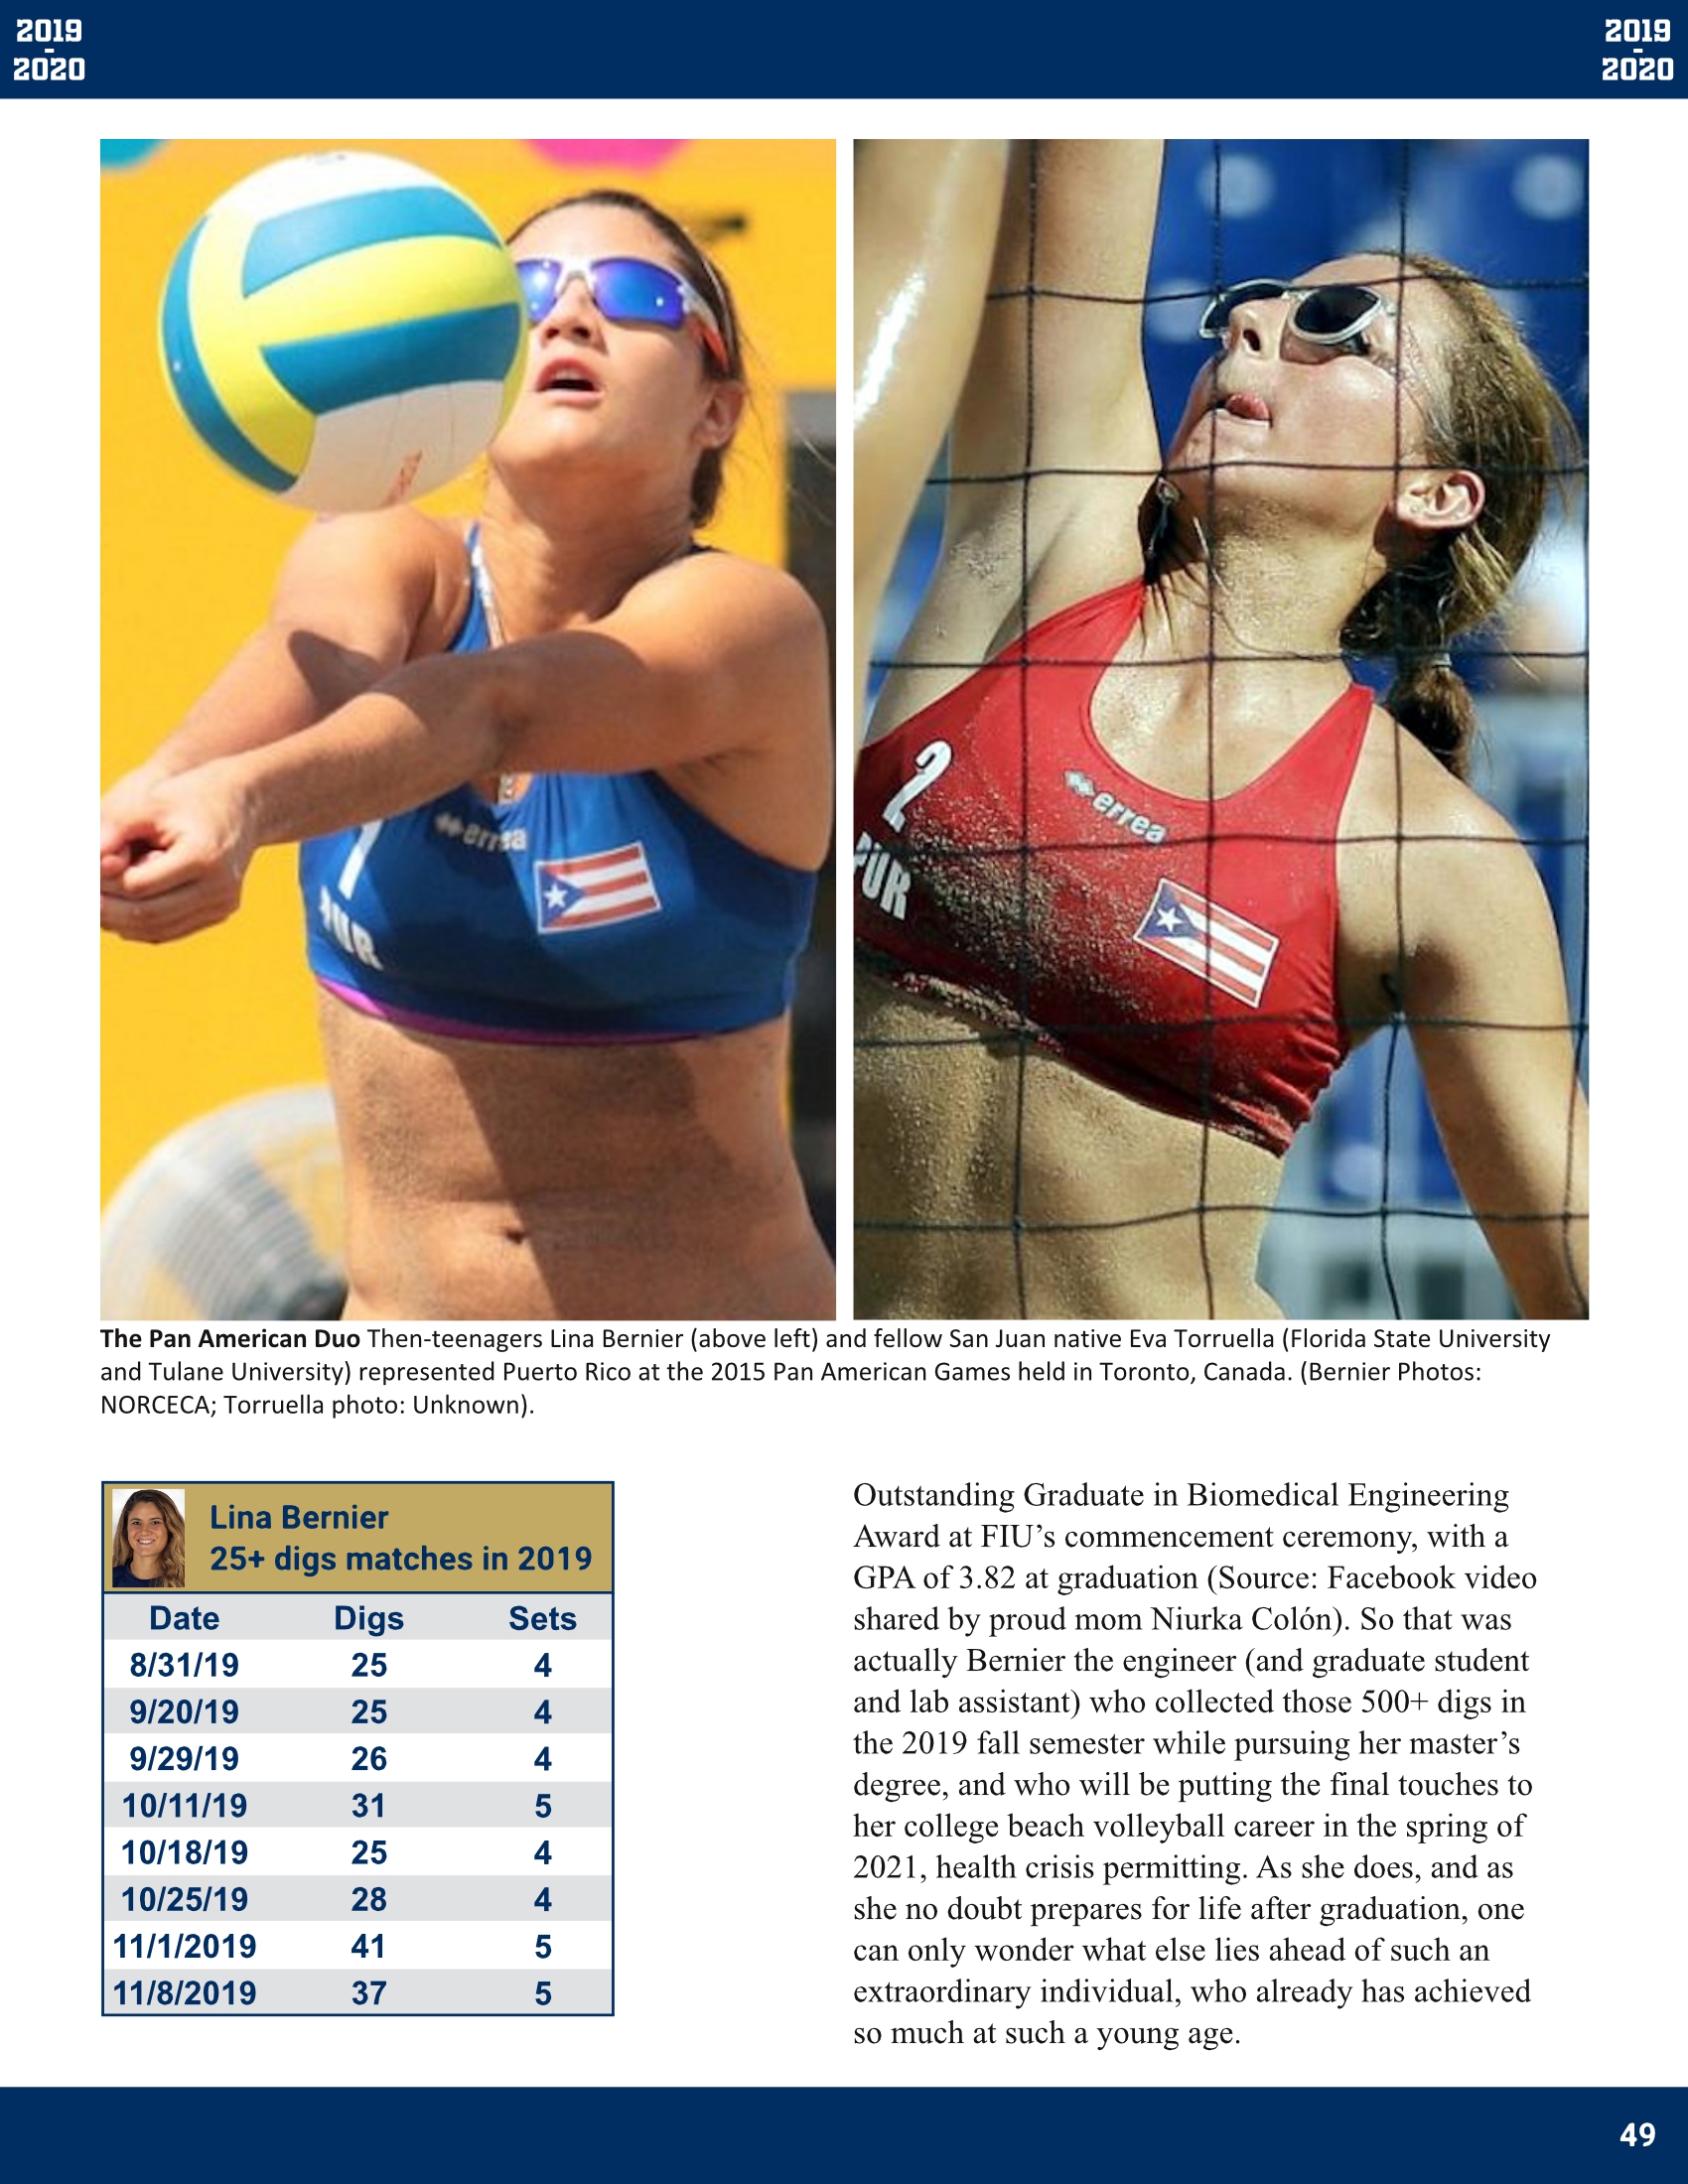 2019
-
2020
2019
-
2020
errea
PUR
2
errea
PUR
The Pan American Duo Then-teenagers Lina Bernier (above left) and fellow San Juan native Eva Torruella (Florida State University
and Tulane University) represented Puerto Rico at the 2015 Pan American Games held in Toronto, Canada. (Bernier Photos:
NORCECA; Torruella photo: Unknown).
Lina Bernier
25+ digs matches in 2019
Date Digs Sets
8/31/19 25 4
9/20/19 25 4
9/29/19 26 4
10/11/19 31 5
10/18/19 25 4
10/25/19 28 4
11/1/2019 41 5
11/8/2019 37 5
Outstanding Graduate in Biomedical Engineering
Award at FIU’s commencement ceremony, with a
GPA of 3.82 at graduation (Source: Facebook video
shared by proud mom Niurka Colón). So that was
actually Bernier the engineer (and graduate student
and lab assistant) who collected those 500+ digs in
the 2019 fall semester while pursuing her master’s
degree, and who will be putting the final touches to
her college beach volleyball career in the spring of
2021, health crisis permitting. As she does, and as
she no doubt prepares for life after graduation, one
can only wonder what else lies ahead of such an
extraordinary individual, who already has achieved
so much at such a young age.
49